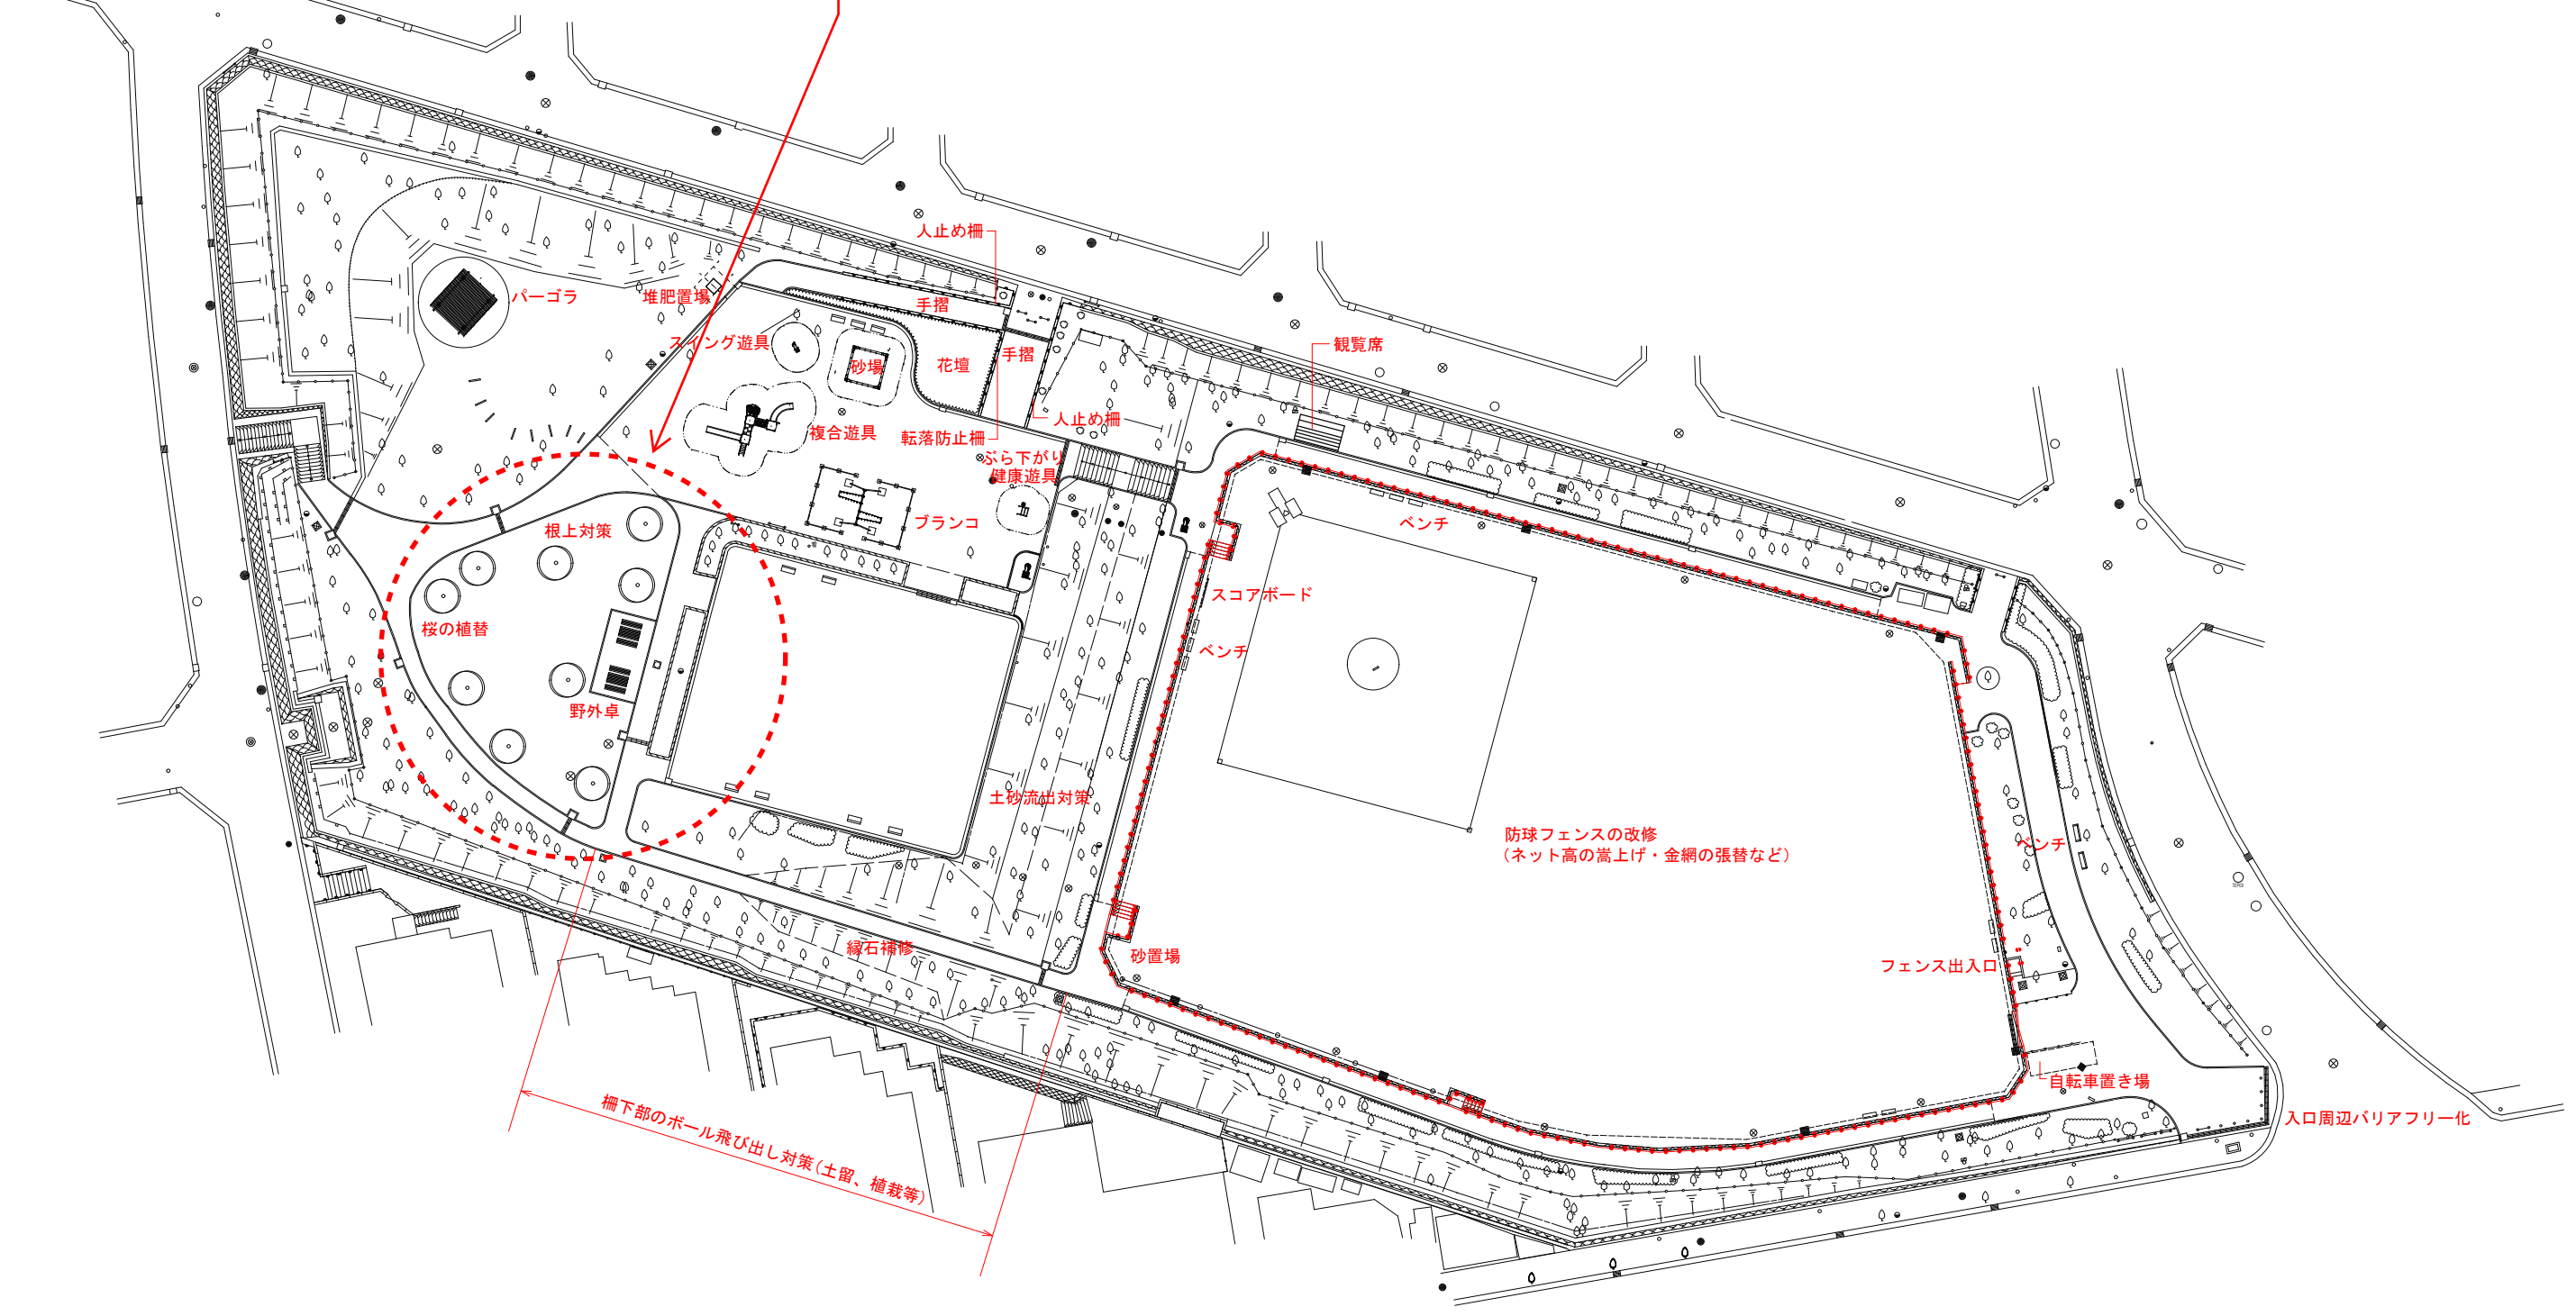 人止め柵
パーゴラ
堆肥置場
手摺
スイング遊具
砂場
花壇
手摺
観覧席
複合遊具
転落防止柵
人止め柵
ぶら下がり
健康遊具
ブランコ
ベンチ
根上対策
スコアボード
桜の植替
ベンチ
野外卓
土砂流出対策
防球フェンスの改修
（ネット高の嵩上げ・金網の張替など）
ベンチ
縁石補修
砂置場
フェンス出入口
自転車置き場
入口周辺バリアフリー化
柵下部のボール飛び出し対策(土留、植栽等)